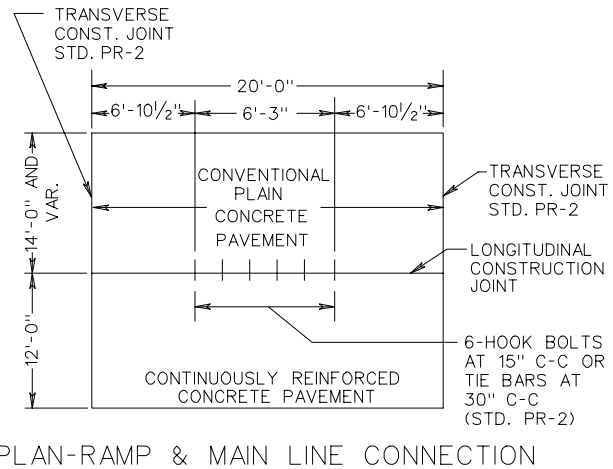 TRANSVERSE
CONST. JOINT
STD. PR-2
20'-0"
6'-10½"
6'-3"
6'-10½"
14'-0" AND
VAR.
CONVENTIONAL
PLAIN
CONCRETE
PAVEMENT
TRANSVERSE
CONST. JOINT
STD. PR-2
LONGITUDINAL
CONSTRUCTION
JOINT
12'-0"
6-HOOK BOLTS
AT 15" C-C OR
TIE BARS AT
30" C-C
(STD. PR-2)
CONTINUOUSLY REINFORCED
CONCRETE PAVEMENT
PLAN-RAMP & MAIN LINE CONNECTION